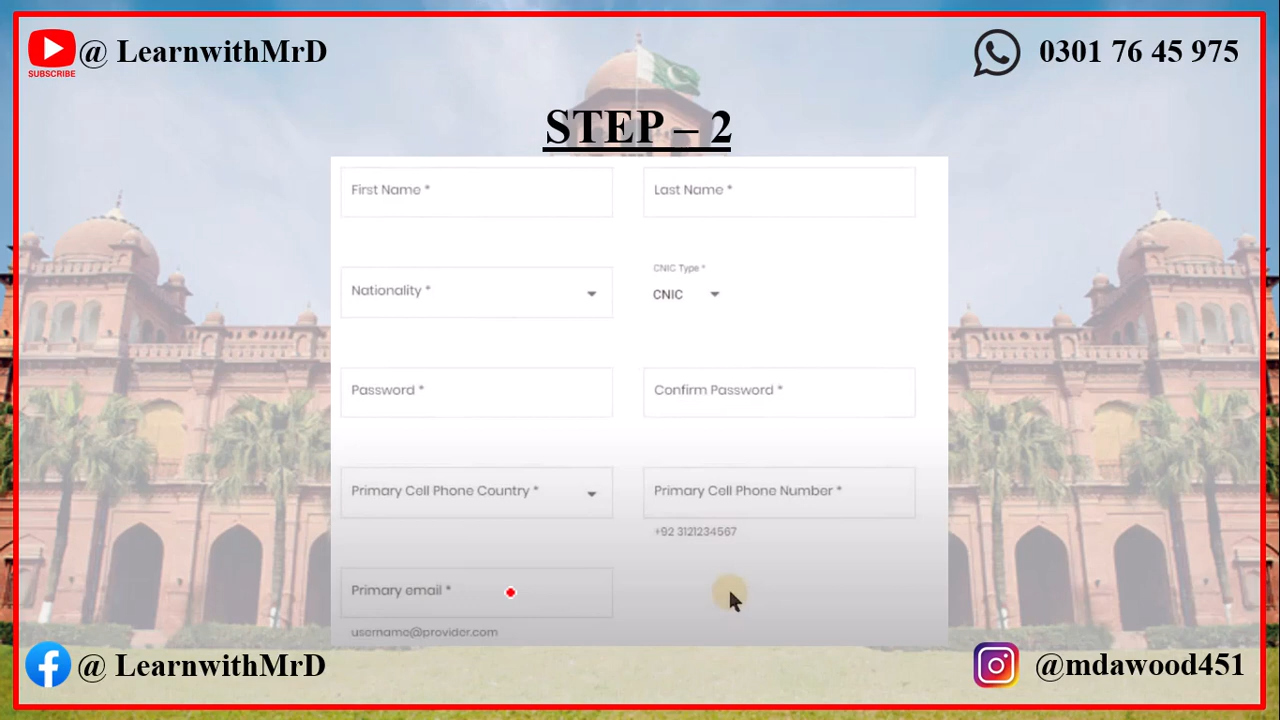 SUBSCRIBE
@ LearnwithMrD
0301 76 45 975
STEP – 2
First Name *
Last Name *
Nationality *
CNIC Type *
CNIC
Password *
Confirm Password *
Primary Cell Phone Country *
Primary Cell Phone Number *
+92 3121234567
Primary email *
username@provider.com
@ LearnwithMrD
@mdawood451